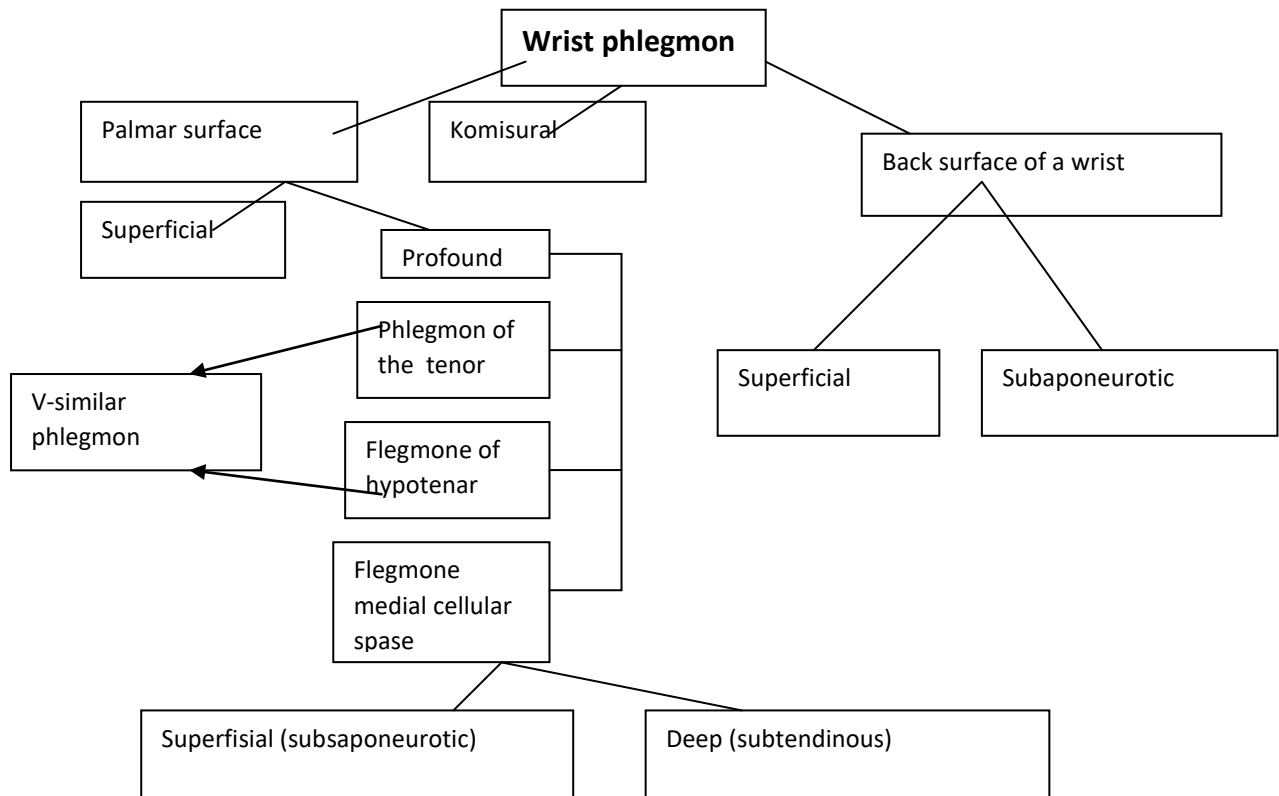 Wrist phlegmon
Palmar surface
Komisural
Back surface of a wrist
Superficial
Profound
Phlegmon of
the tenor
V-similar
phlegmon
Flegmone of
hypotenar
Flegmone
medial cellular
spase
Superficial
Subaponeurotic
Superfisial (subsaponeurotic)
Deep (subtendinous)